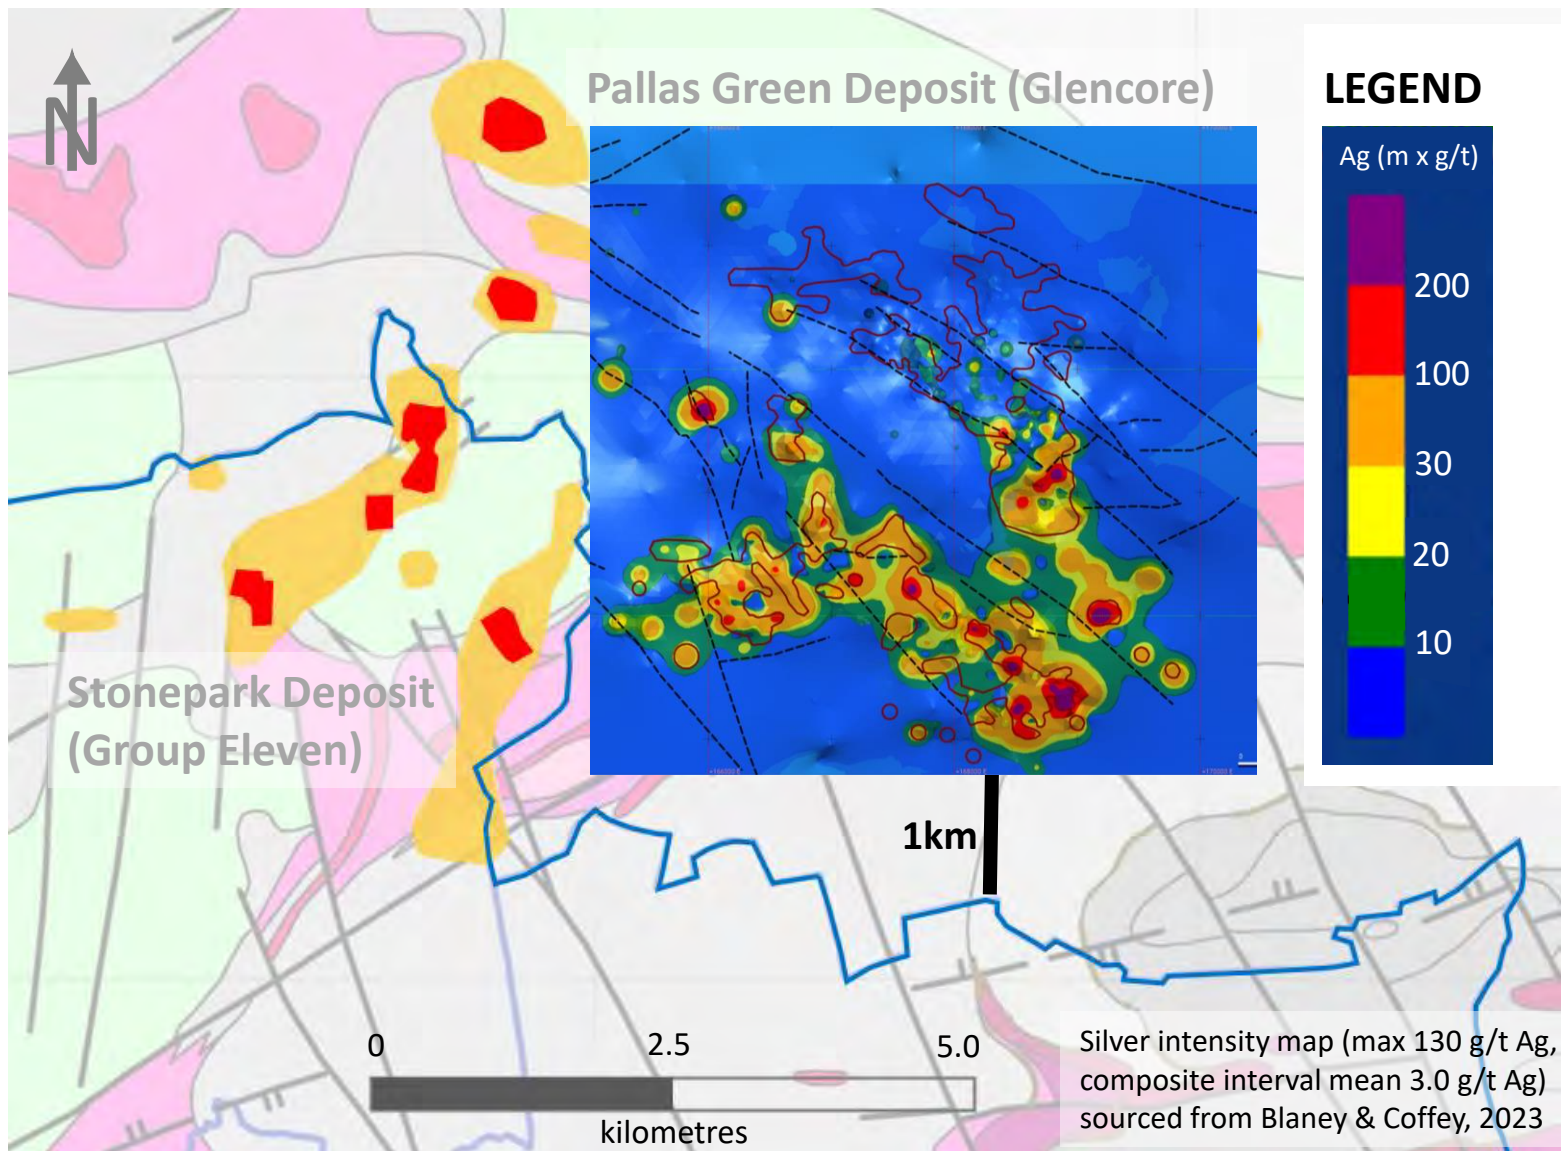 N
Pallas Green Deposit (Glencore)
LEGEND
Ag (m x g/t)
200
100
30
20
10
Stonepark Deposit
(Group Eleven)
1km
0
2.5
5.0
kilometres
Silver intensity map (max 130 g/t Ag,
composite interval mean 3.0 g/t Ag)
sourced from Blaney & Coffey, 2023